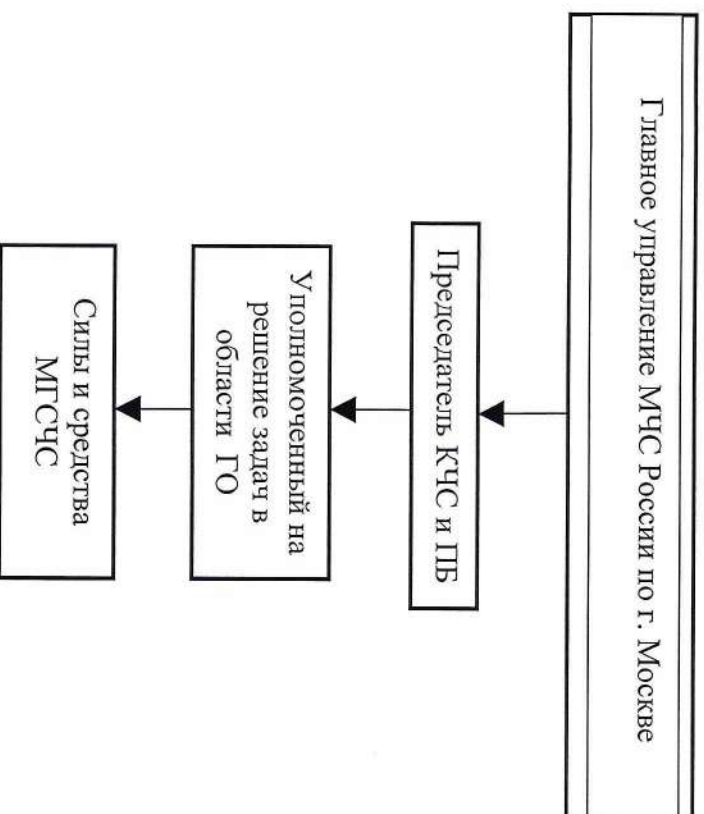 Главное управление МЧС России по г. Москве
Председатель КЧС и ПБ
Уполномоченный на
решение задач в
области ГО
Силы и средства
МГСЧС